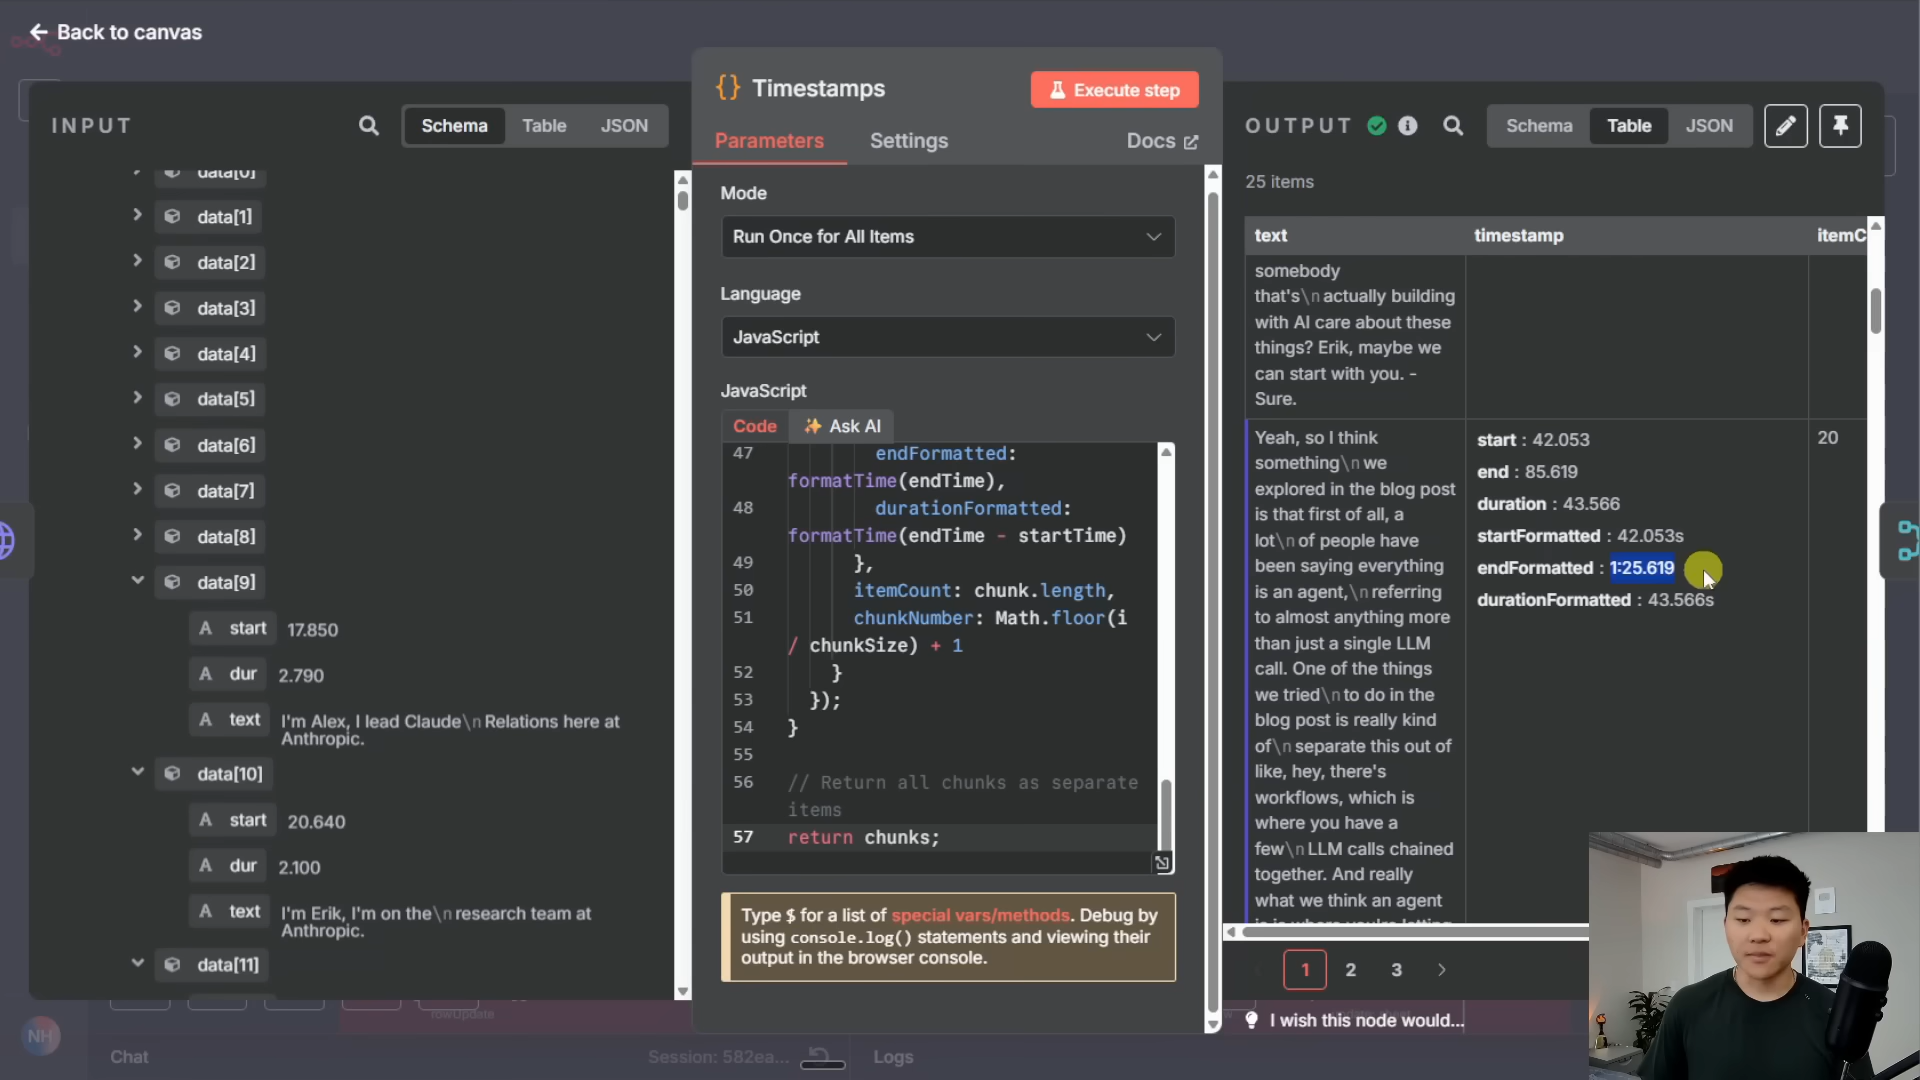 Back to canvas
INPUT
Schema
Table
JSON
data[0]
data[1]
data[2]
data[3]
data[4]
data[5]
data[6]
data[7]
data[8]
data[9]
A start 17.850
A dur 2.790
A text I'm Alex, I lead Claude\n Relations here at
Anthropic.
data[10]
A start 20.640
A dur 2.100
A text I'm Erik, I'm on the\n research team at
Anthropic.
data[11]
{} Timestamps
Execute step
Parameters
Settings
Docs
Mode
Run Once for All Items
Language
JavaScript
JavaScript
Code
Ask AI
47 endFormatted:
formatTime(endTime),
48 durationFormatted:
formatTime(endTime - startTime)
49 },
50 itemCount: chunk.length,
51 chunkNumber: Math.floor(i
/ chunkSize) + 1
52 }
53 });
54 }
55
56 // Return all chunks as separate
items
57 return chunks;
Type $ for a list of special vars/methods. Debug by
using console.log() statements and viewing their
output in the browser console.
OUTPUT
Schema
Table
JSON
25 items
text
timestamp
itemC
somebody
that's\n actually building
with AI care about these
things? Erik, maybe we
can start with you. -
Sure.
Yeah, so I think
something\n we
explored in the blog post
is that first of all, a
lot\n of people have
been saying everything
is an agent,\n referring
to almost anything more
than just a single LLM
call. One of the things
we tried\n to do in the
blog post is really kind
of\n separate this out of
like, hey, there's
workflows, which is
where you have a
few\n LLM calls chained
together. And really
what we think an agent
is is where you're letting
start : 42.053
end : 85.619
duration : 43.566
startFormatted : 42.053s
endFormatted : 1:25.619
durationFormatted : 43.566s
20
1
2
3
I wish this node would...
NH
rowUpdate
Chat
Session: 582ea...
Logs